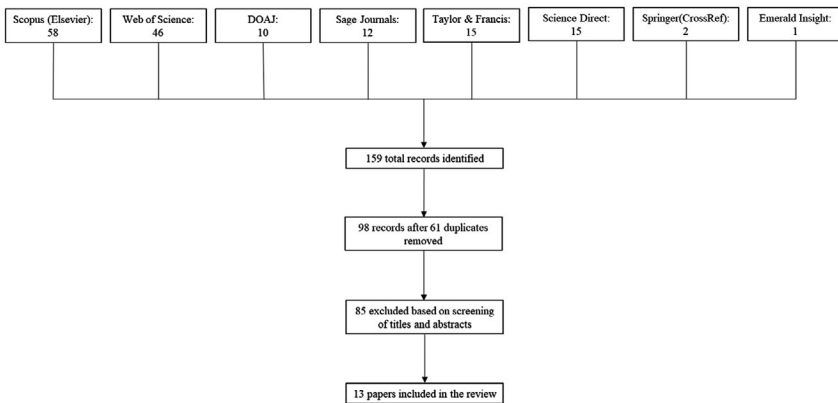 Scopus (Elsevier):
58
Web of Science:
46
DOAJ:
10
Sage Journals:
12
Taylor & Francis:
15
Science Direct:
15
Springer(CrossRef):
2
Emerald Insight:
1
159 total records identified
98 records after 61 duplicates
removed
85 excluded based on screening
of titles and abstracts
13 papers included in the review